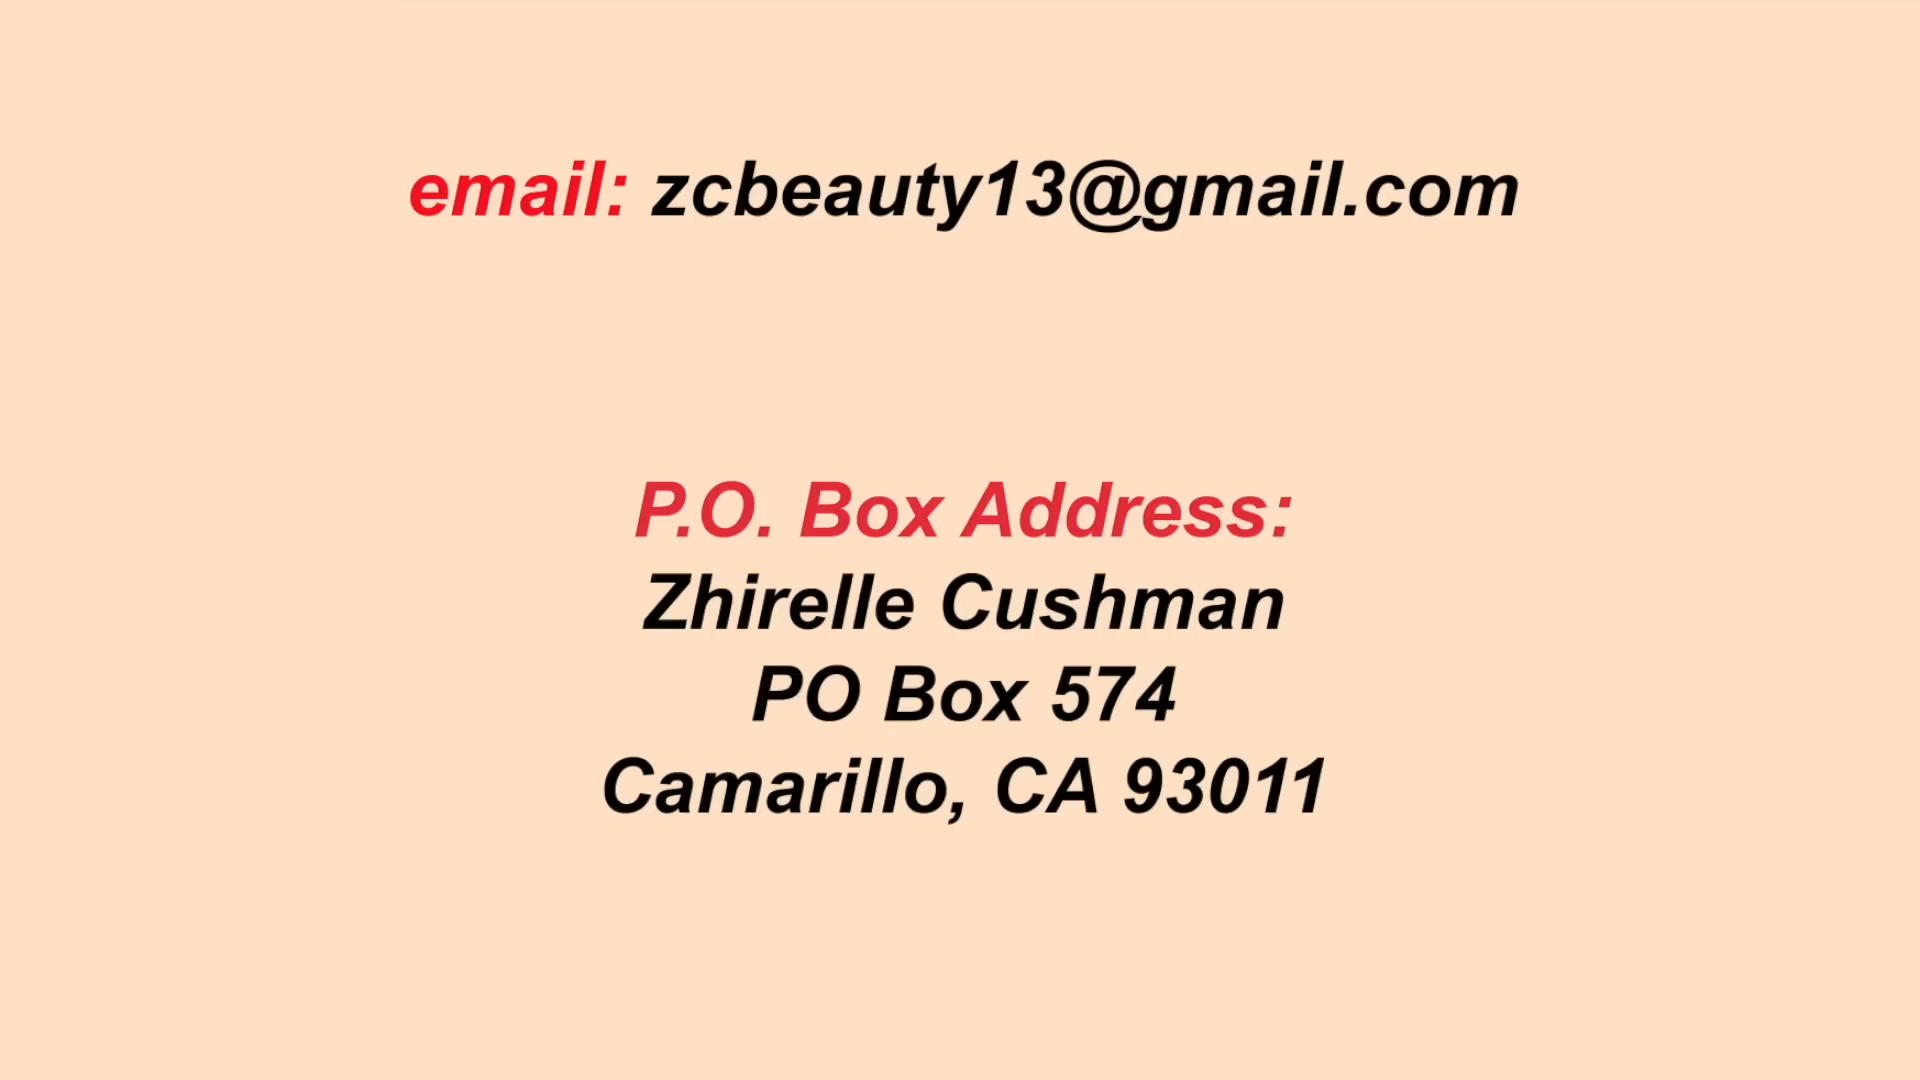 email: zcbeauty13@gmail.com
P.O. Box Address:
Zhirelle Cushman
PO Box 574
Camarillo, CA 93011